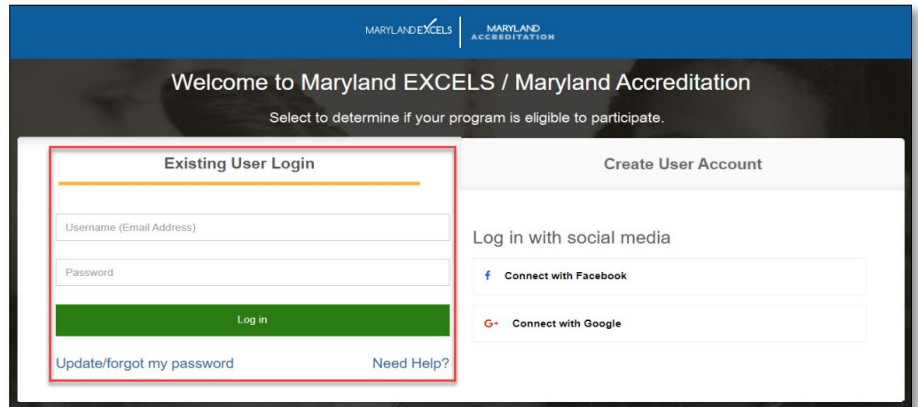 MARYLAND EXCELS
MARYLAND
ACCREDITATION
Welcome to Maryland EXCELS / Maryland Accreditation
Select to determine if your program is eligible to participate.
Existing User Login
Create User Account
Username (Email Address)
Password
Log in
Update/forgot my password
Need Help?
Log in with social media
f Connect with Facebook
G+ Connect with Google